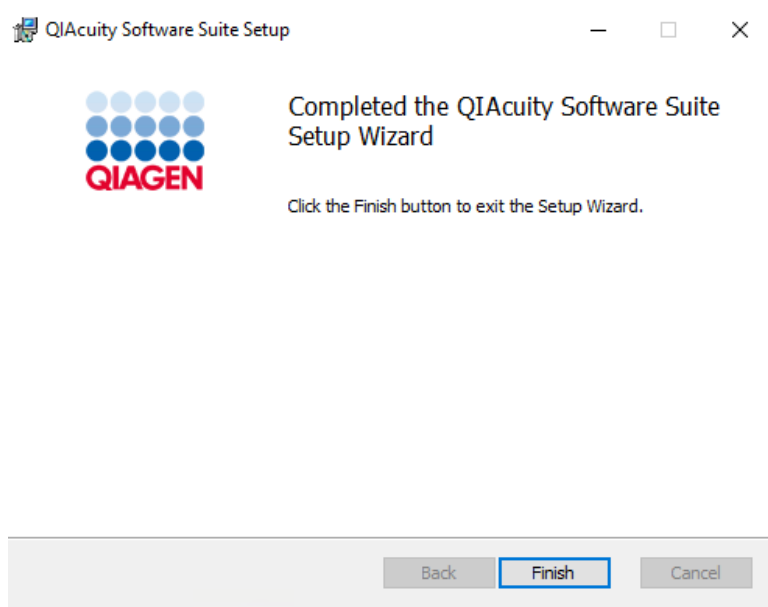 QIAcuity Software Suite Setup
QIAGEN
Completed the QIAcuity Software Suite
Setup Wizard
Click the Finish button to exit the Setup Wizard.
Back
Finish
Cancel